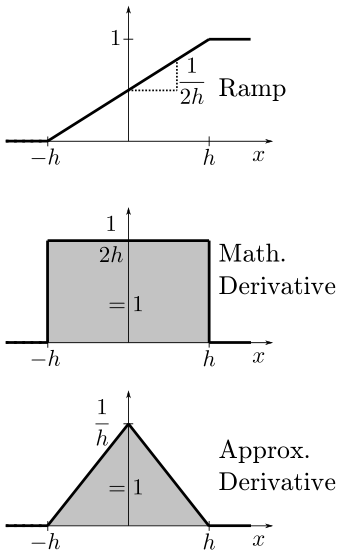 1
1
2h
Ramp
−h
h
x
1
2h
Math.
Derivative
= 1
−h
h
x
1
h
Approx.
Derivative
= 1
−h
h
x